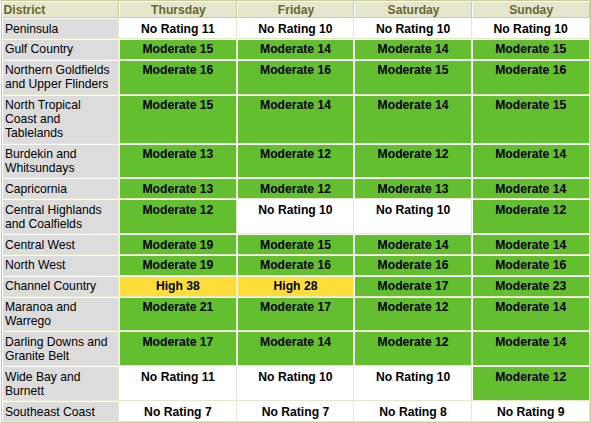 District Thursday Friday Saturday Sunday
Peninsula No Rating 11 No Rating 10 No Rating 10 No Rating 10
Gulf Country Moderate 15 Moderate 14 Moderate 14 Moderate 15
Northern Goldfields Moderate 16 Moderate 16 Moderate 15 Moderate 16
and Upper Flinders
North Tropical Moderate 15 Moderate 14 Moderate 14 Moderate 15
Coast and
Tablelands
Burdekin and Moderate 13 Moderate 12 Moderate 12 Moderate 14
Whitsundays
Capricornia Moderate 13 Moderate 12 Moderate 13 Moderate 14
Central Highlands Moderate 12 No Rating 10 No Rating 10 Moderate 12
and Coalfields
Central West Moderate 19 Moderate 15 Moderate 14 Moderate 14
North West Moderate 19 Moderate 16 Moderate 16 Moderate 16
Channel Country High 38 High 28 Moderate 17 Moderate 23
Maranoa and Moderate 21 Moderate 17 Moderate 12 Moderate 14
Warrego
Darling Downs and Moderate 17 Moderate 14 Moderate 12 Moderate 14
Granite Belt
Wide Bay and No Rating 11 No Rating 10 No Rating 10 Moderate 12
Burnett
Southeast Coast No Rating 7 No Rating 7 No Rating 8 No Rating 9